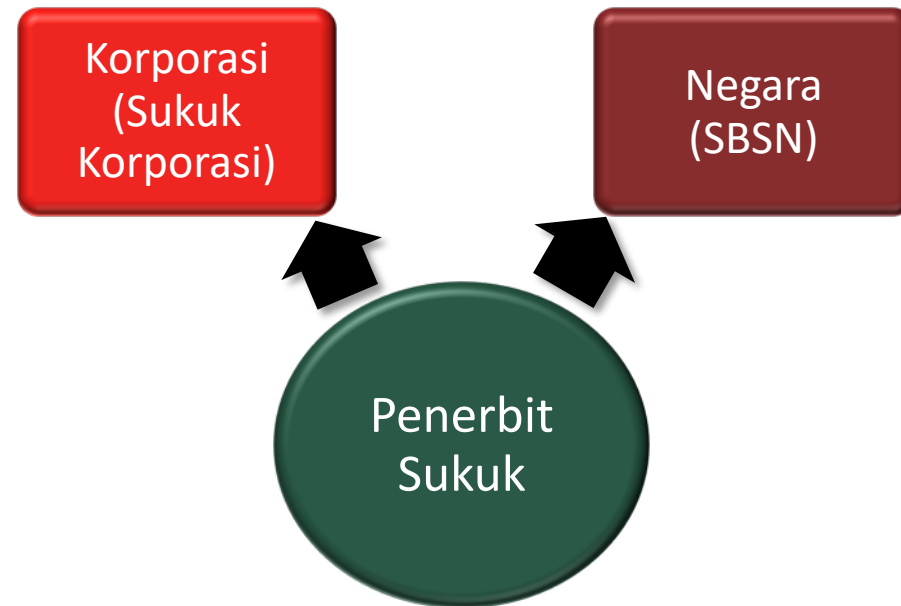 Korporasi
(Sukuk
Korporasi)
Negara
(SBSN)
Penerbit
Sukuk